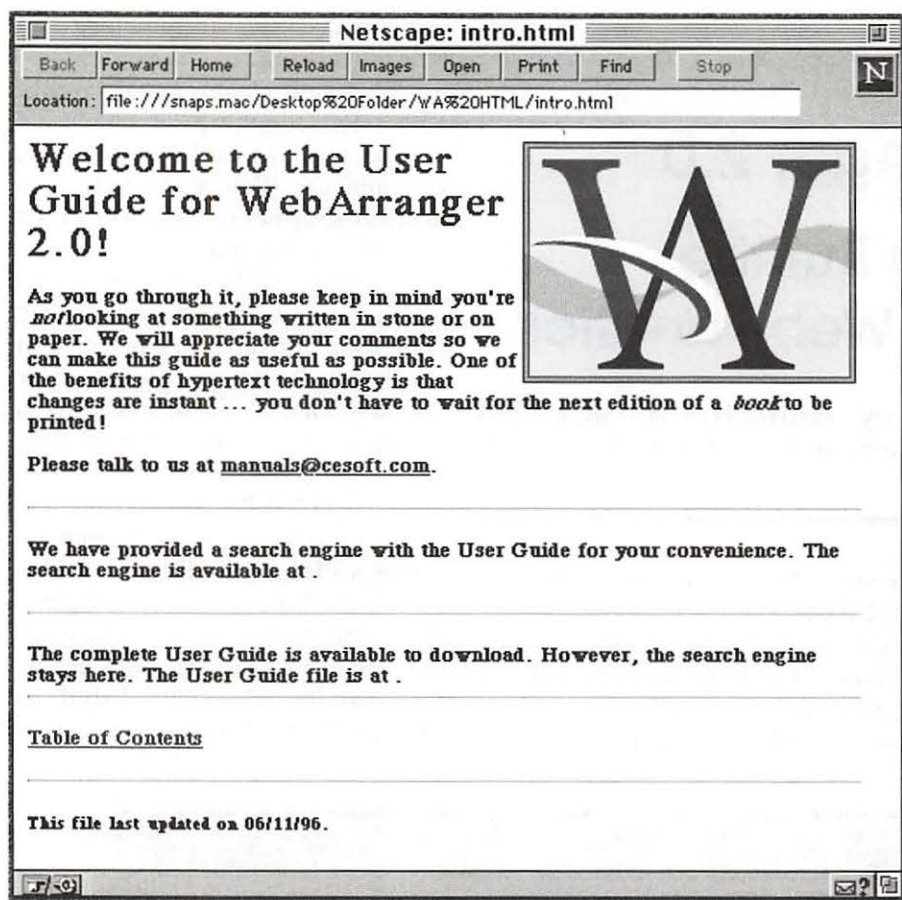 Netscape: intro.html
Back Forward Home Reload Images Open Print Find Stop
N
Location: file:///snaps.mac/Desktop%20Folder/WA%20HTML/intro.html
Welcome to the User
Guide for WebArranger
2.0!
WA
As you go through it, please keep in mind you're
not looking at something written in stone or on
paper. We will appreciate your comments so we
can make this guide as useful as possible. One of
the benefits of hypertext technology is that
changes are instant ... you don't have to wait for the next edition of a book to be
printed!
Please talk to us at manuals@cesoft.com.
We have provided a search engine with the User Guide for your convenience. The
search engine is available at .
The complete User Guide is available to download. However, the search engine
stays here. The User Guide file is at .
Table of Contents
This file last updated on 06/11/96.
?